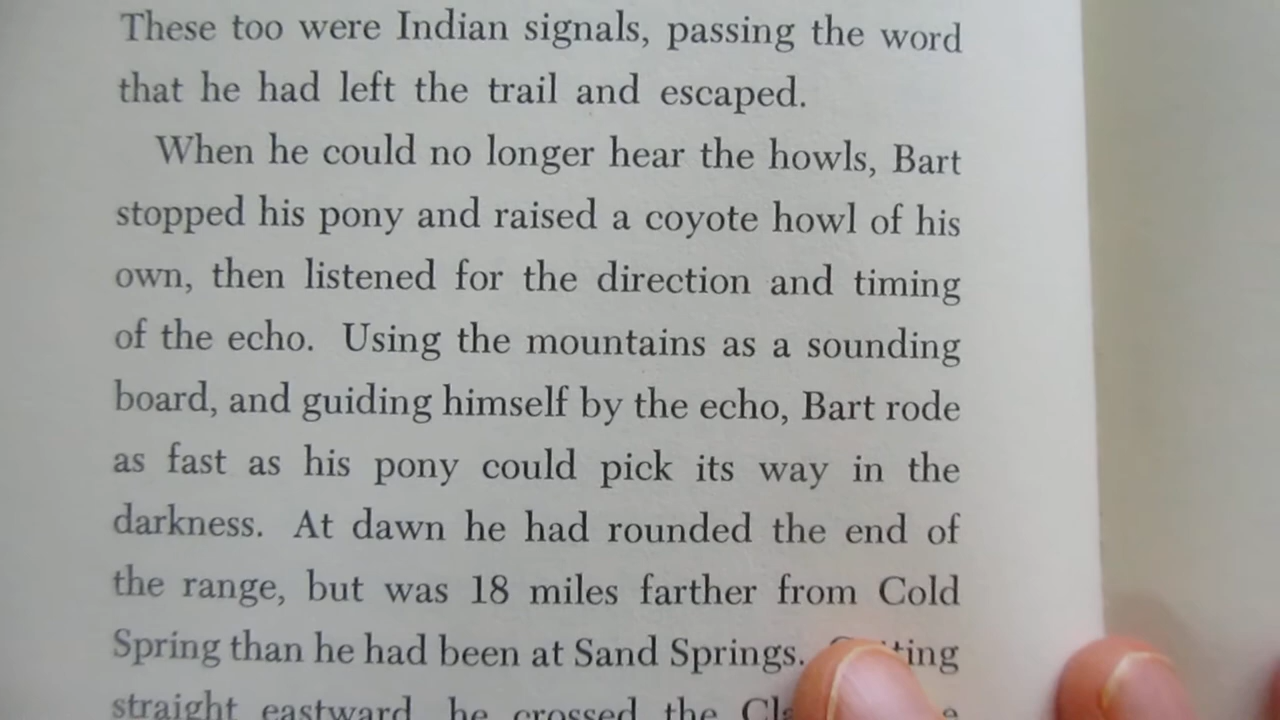 These too were Indian signals, passing the word
that he had left the trail and escaped.
When he could no longer hear the howls, Bart
stopped his pony and raised a coyote howl of his
own, then listened for the direction and timing
of the echo. Using the mountains as a sounding
board, and guiding himself by the echo, Bart rode
as fast as his pony could pick its way in the
darkness. At dawn he had rounded the end of
the range, but was 18 miles farther from Cold
Spring than he had been at Sand Springs.
straight eastward he crossed the